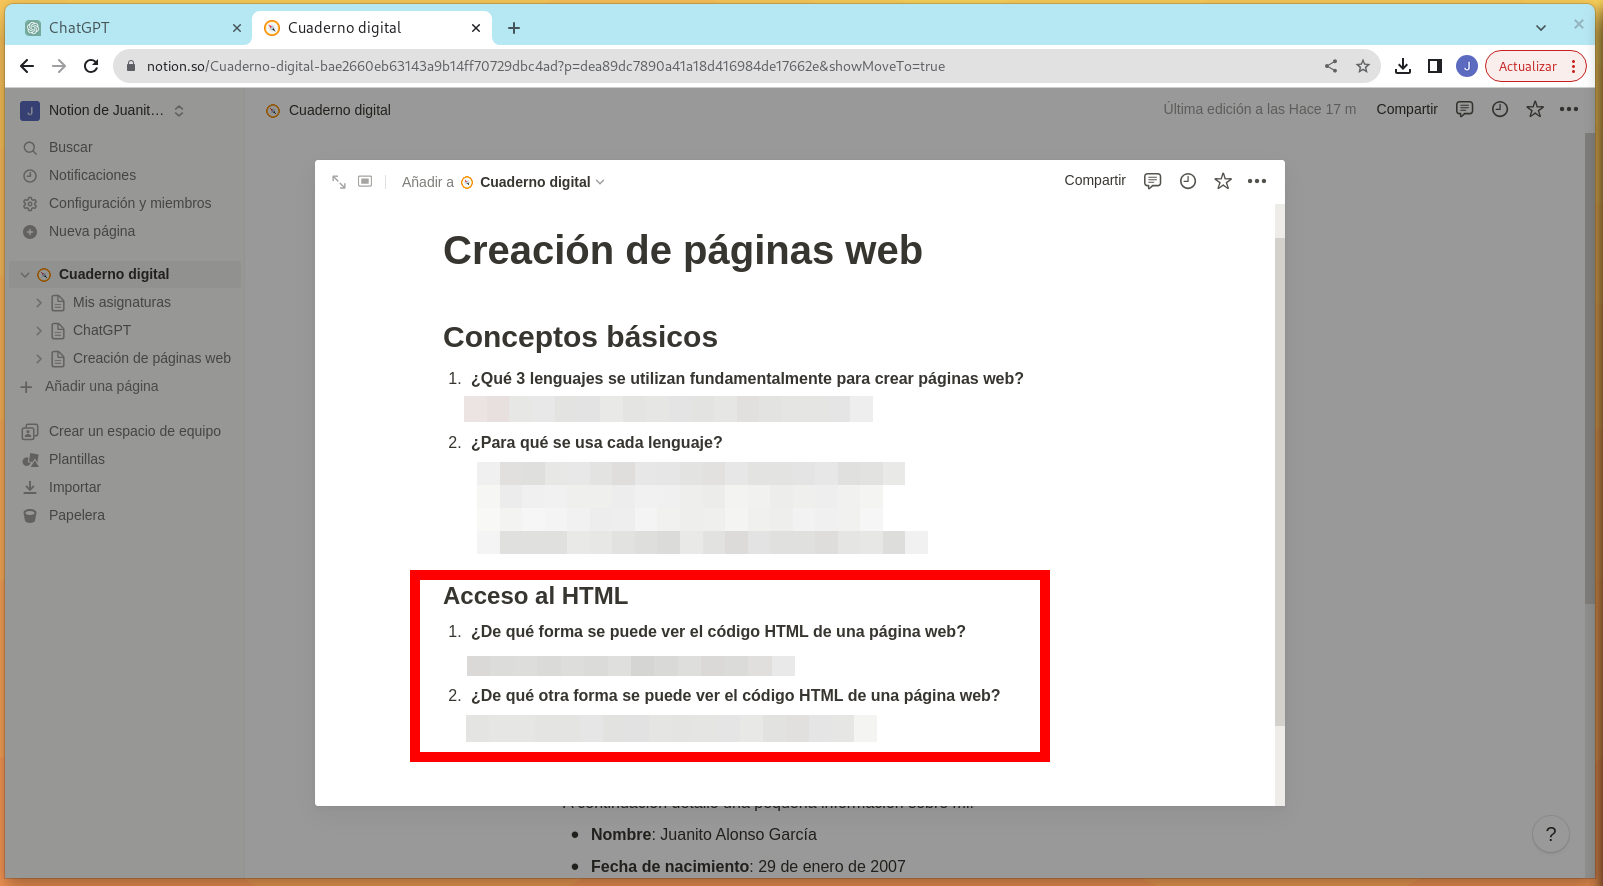 ChatGPT
Cuaderno digital
notion.so/Cuaderno-digital-bae2660eb63143a9b14ff70729dbc4ad?p=dea89dc7890a41a18d416984de17662e&showMoveTo=true
J
Actualizar
J
Notion de Juanit...
Cuaderno digital
Última edición a las Hace 17 m
Compartir
Buscar
Notificaciones
Configuración y miembros
Nueva página
Cuaderno digital
Mis asignaturas
ChatGPT
Creación de páginas web
Añadir una página
Crear un espacio de equipo
Plantillas
Importar
Papelera
Añadir a Cuaderno digital
Compartir
Creación de páginas web
Conceptos básicos
1. ¿Qué 3 lenguajes se utilizan fundamentalmente para crear páginas web?
2. ¿Para qué se usa cada lenguaje?
Acceso al HTML
1. ¿De qué forma se puede ver el código HTML de una página web?
2. ¿De qué otra forma se puede ver el código HTML de una página web?
• Nombre: Juanito Alonso García
• Fecha de nacimiento: 29 de enero de 2007
?